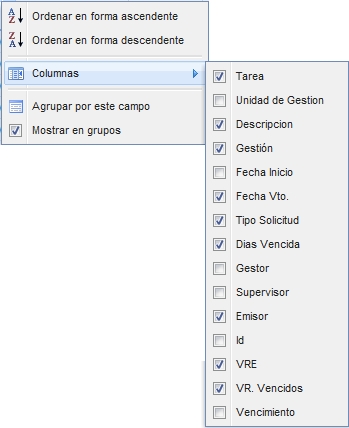 Ordenar en forma ascendente
Ordenar en forma descendente
Columnas
Agrupar por este campo
Mostrar en grupos
Tarea
Unidad de Gestion
Descripcion
Gestión
Fecha Inicio
Fecha Vto.
Tipo Solicitud
Dias Vencida
Gestor
Supervisor
Emisor
Id
VRE
VR. Vencidos
Vencimiento